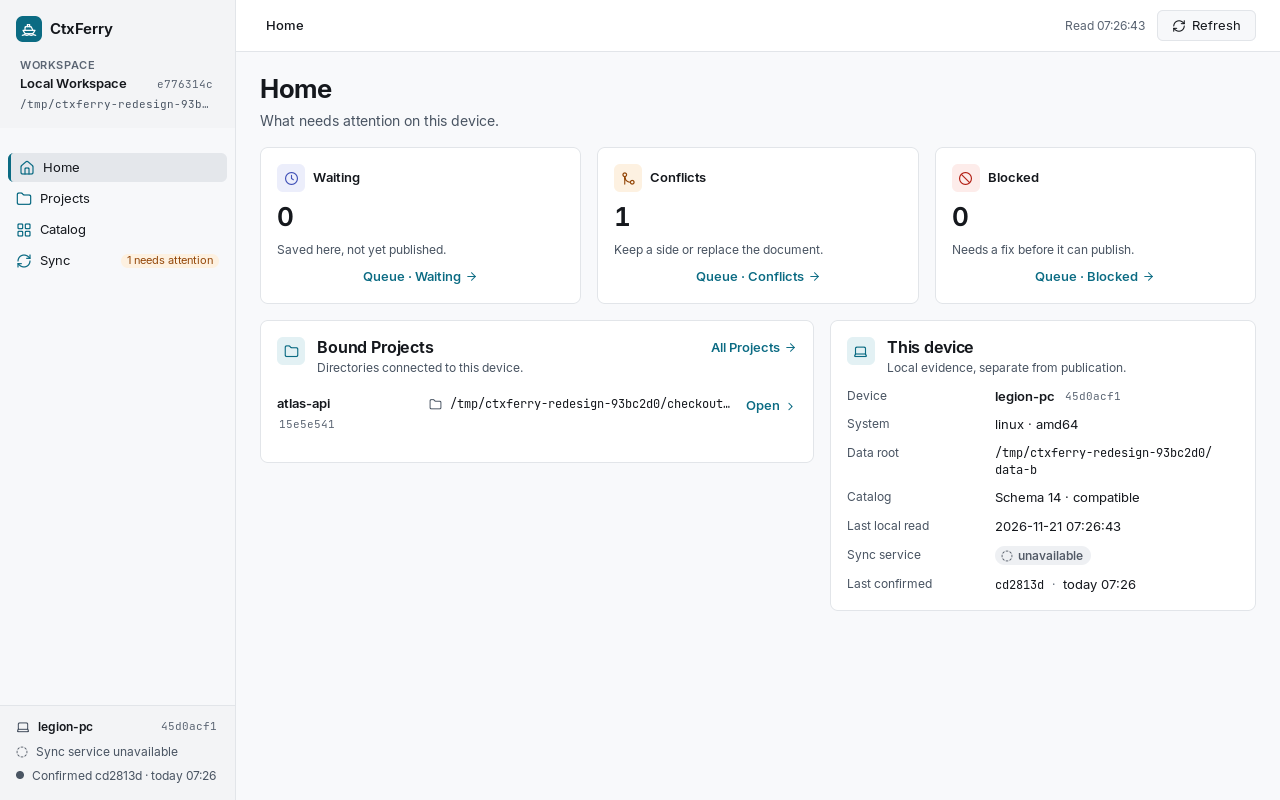 CtxFerry
WORKSPACE
Local Workspace e776314c
/tmp/ctxferry-redesign-93b…
Home
Projects
Catalog
Sync 1 needs attention
legion-pc 45d0acf1
Sync service unavailable
Confirmed cd2813d · today 07:26
Home
Read 07:26:43 Refresh
Home
What needs attention on this device.
Waiting
0
Saved here, not yet published.
Queue · Waiting →
Conflicts
1
Keep a side or replace the document.
Queue · Conflicts →
Blocked
0
Needs a fix before it can publish.
Queue · Blocked →
Bound Projects
All Projects →
Directories connected to this device.
atlas-api /tmp/ctxferry-redesign-93bc2d0/checkout… Open >
15e5e541
This device
Local evidence, separate from publication.
Device legion-pc 45d0acf1
System linux · amd64
Data root /tmp/ctxferry-redesign-93bc2d0/
data-b
Catalog Schema 14 · compatible
Last local read 2026-11-21 07:26:43
Sync service unavailable
Last confirmed cd2813d · today 07:26